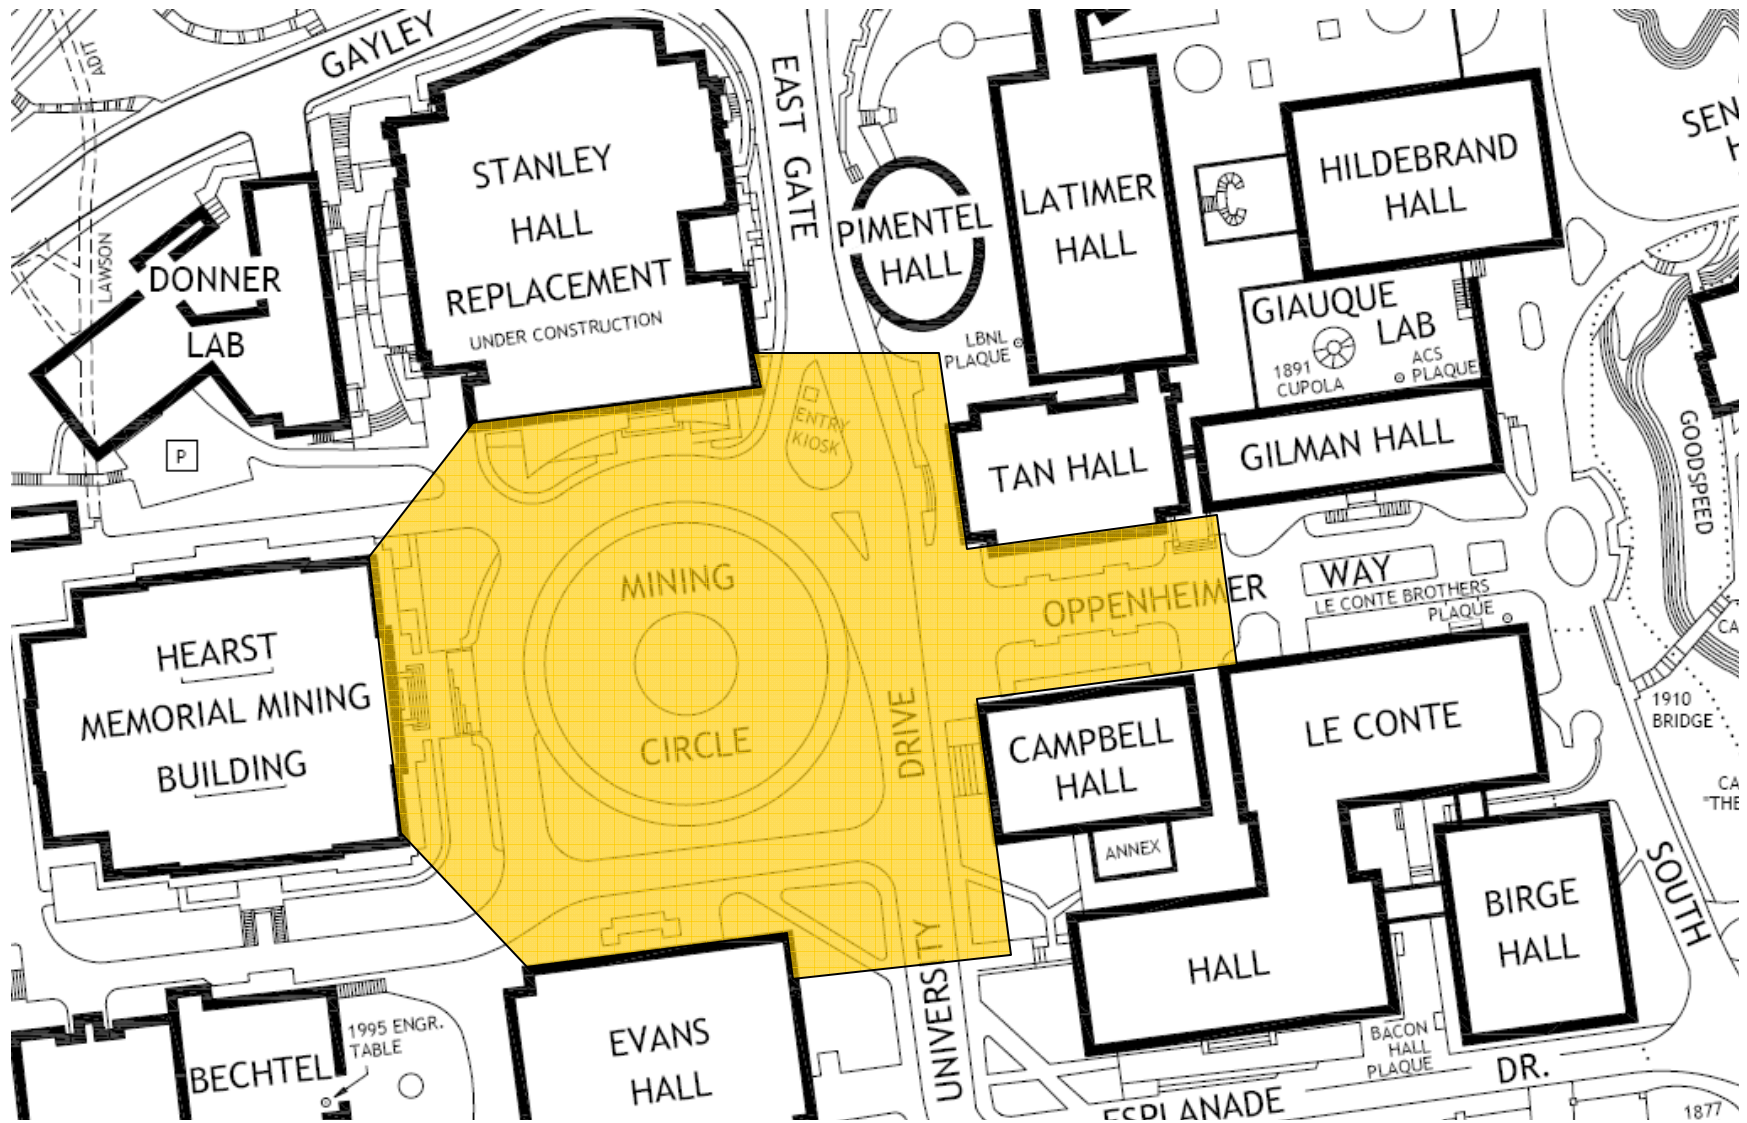 GAYLEY
ADIT
EAST GATE
SEN
STANLEY
HALL
REPLACEMENT
UNDER CONSTRUCTION
PIMENTEL
HALL
LATIMER
HALL
HILDEBRAND
HALL
LAWSON
DONNER
LAB
LBNL
PLAQUE
GIAUQUE
LAB
1891
CUPOLA
ACS
PLAQUE
P
ENTRY
KIOSK
TAN HALL
GILMAN HALL
GOODSPEED
MINING
CIRCLE
OPPENHEIMER WAY
LE CONTE BROTHERS
PLAQUE
HEARST
MEMORIAL MINING
BUILDING
UNIVERSITY DRIVE
CAMPBELL
HALL
ANNEX
LE CONTE
HALL
1910
BRIDGE
CA
CA
"THE
BIRGE
HALL
SOUTH
DR.
BECHTEL
1995 ENGR.
TABLE
EVANS
HALL
BACON
HALL
PLAQUE
ESPLANADE
1877